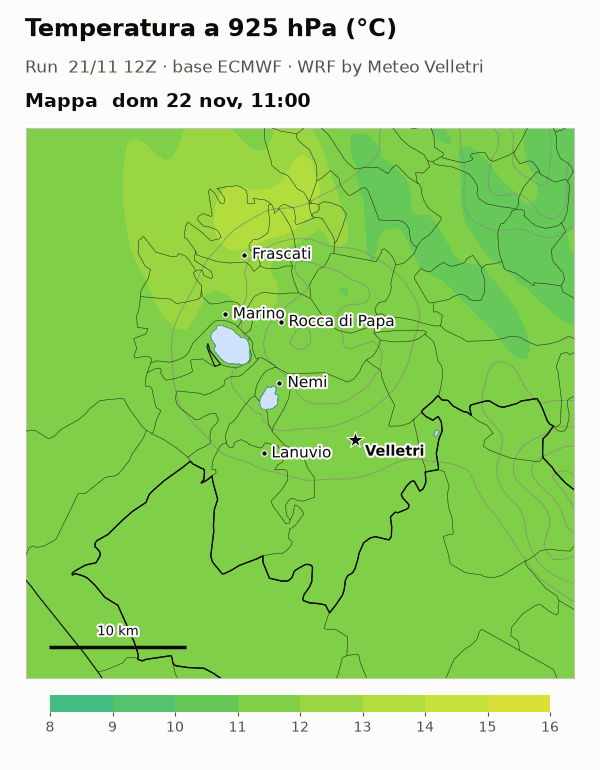 Temperatura a 925 hPa (°C)
Run  21/11 12Z · base ECMWF · WRF by Meteo Velletri
Mappa  dom 22 nov, 11:00
Frascati
Marino
Rocca di Papa
Nemi
Velletri
Lanuvio
10 km
8 9 10 11 12 13 14 15 16